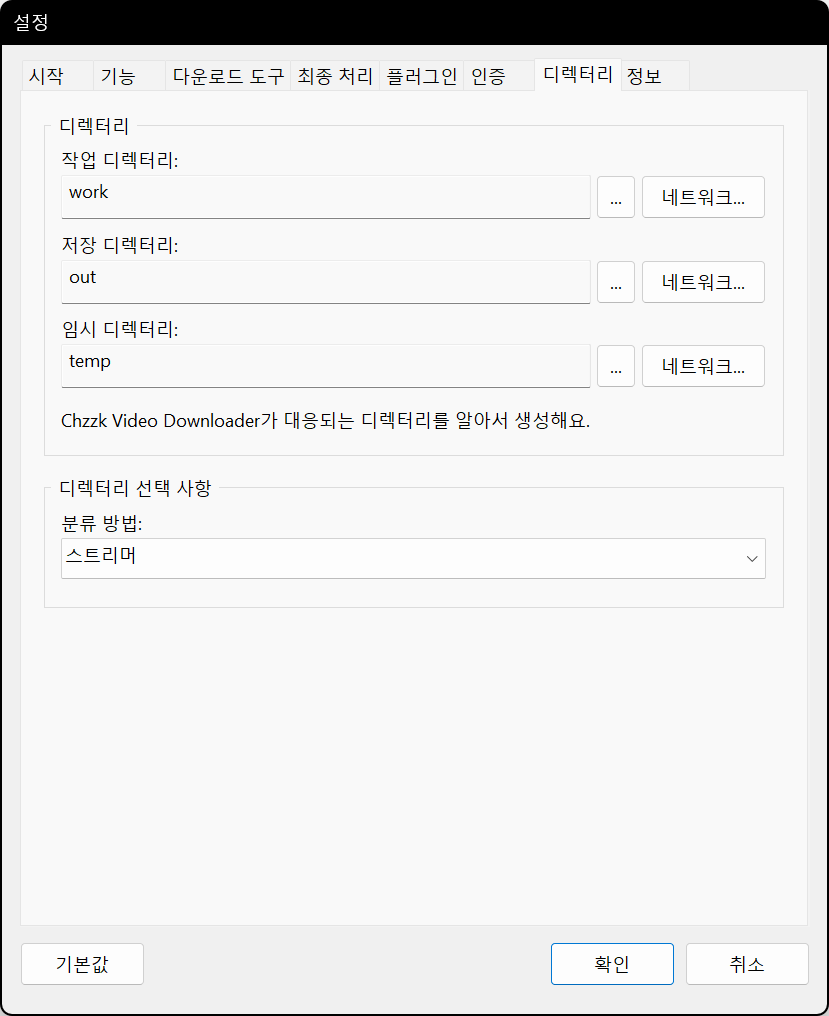 설정
시작 기능 다운로드 도구 최종 처리 플러그인 인증 디렉터리 정보
디렉터리
작업 디렉터리:
work ... 네트워크...
저장 디렉터리:
out ... 네트워크...
임시 디렉터리:
temp ... 네트워크...
Chzzk Video Downloader가 대응되는 디렉터리를 알아서 생성해요.
디렉터리 선택 사항
분류 방법:
스트리머
기본값 확인 취소